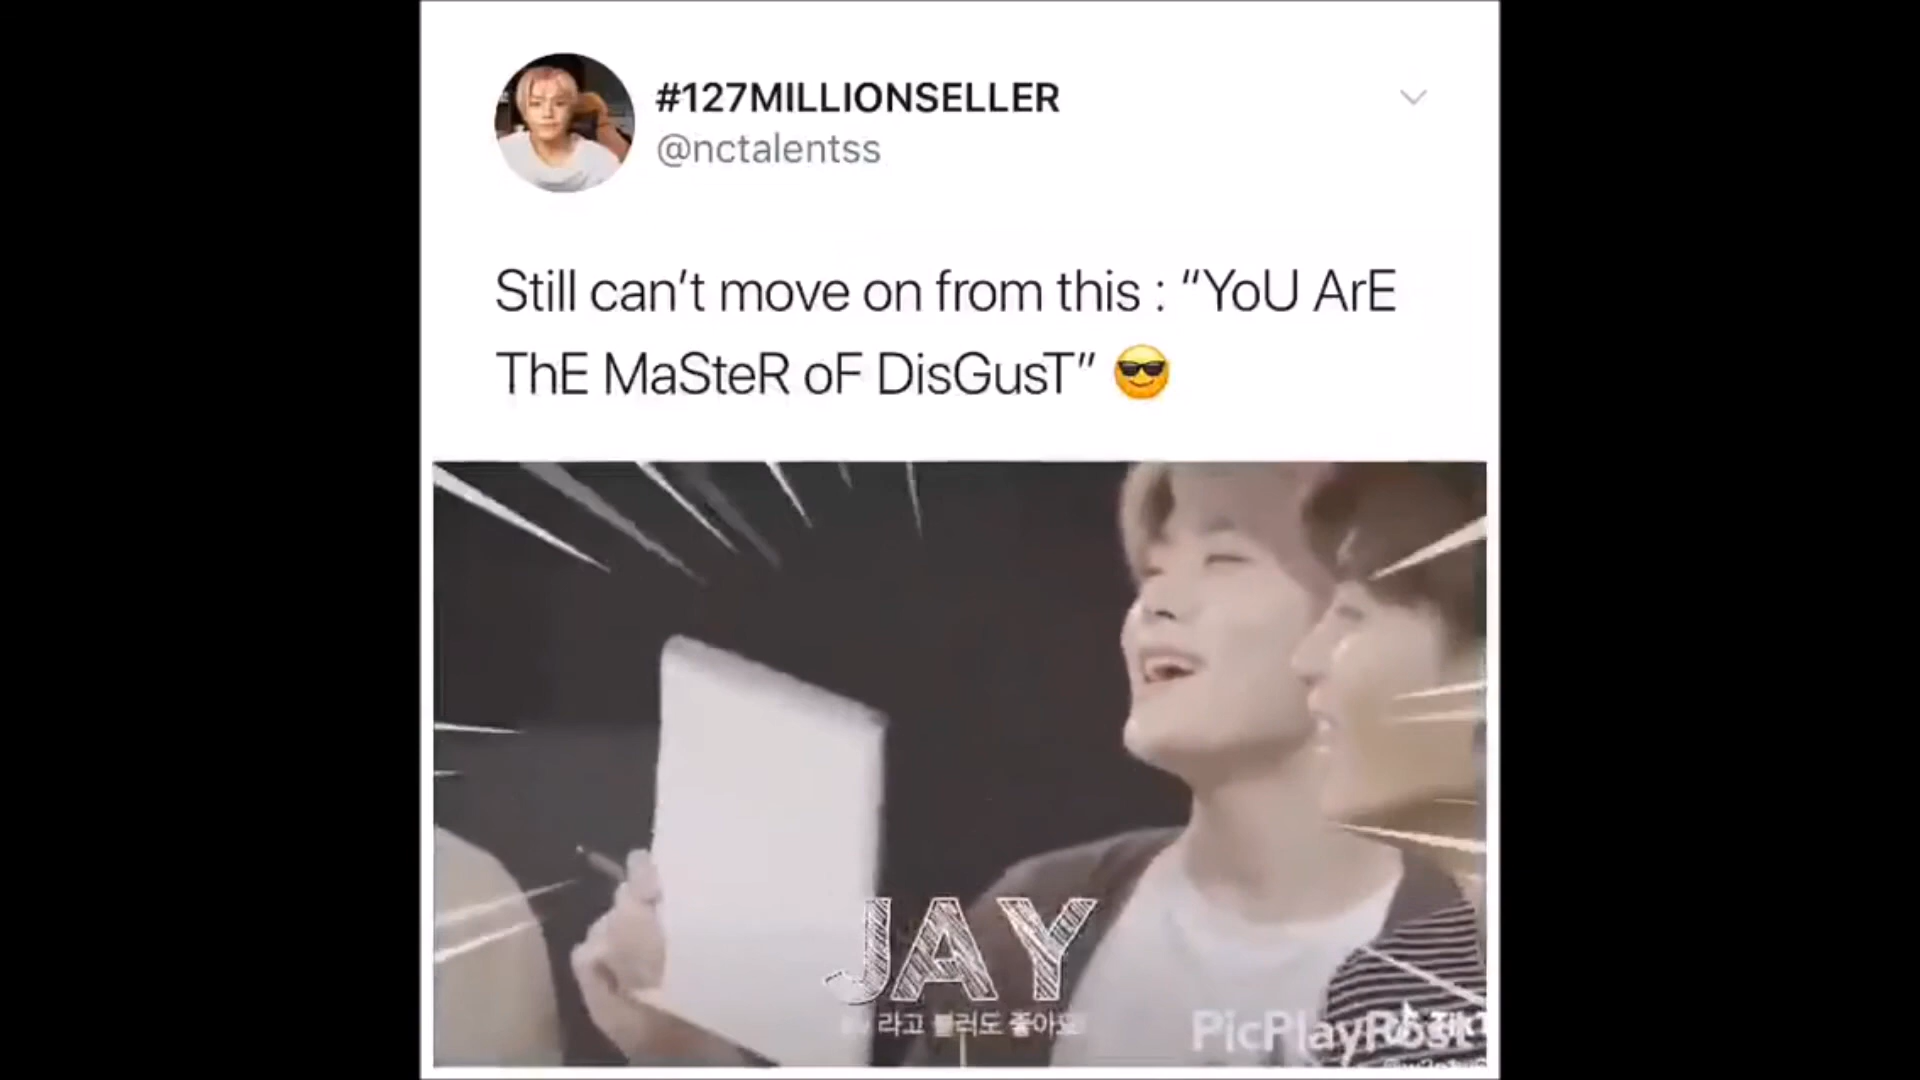 #127MILLIONSELLER
@nctalentss
Still can’t move on from this : “YoU ArE
ThE MaSteR oF DisGusT” 😎
JAY
라고 불러도 좋아요
PicPlayPost